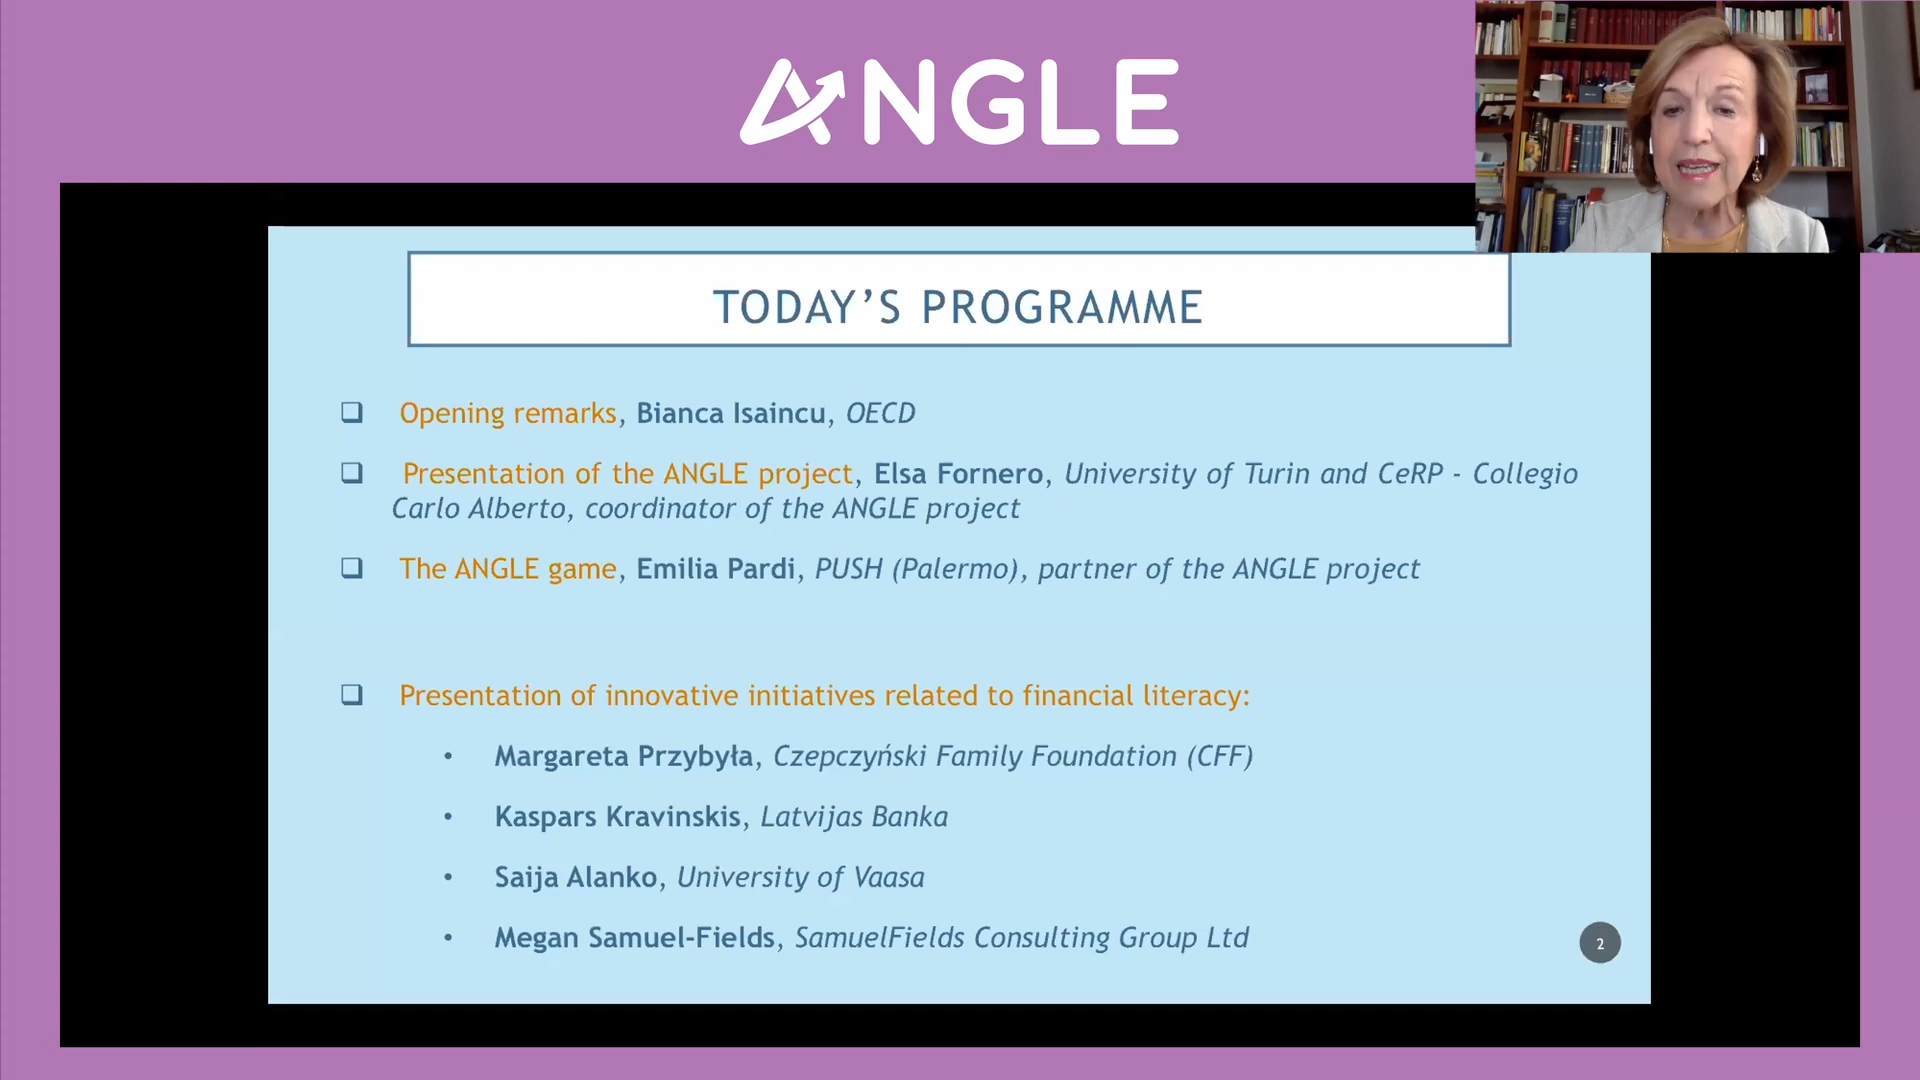 ANGLE
TODAY’S PROGRAMME
❑ Opening remarks, Bianca Isaincu, OECD
❑ Presentation of the ANGLE project, Elsa Fornero, University of Turin and CeRP - Collegio
Carlo Alberto, coordinator of the ANGLE project
❑ The ANGLE game, Emilia Pardi, PUSH (Palermo), partner of the ANGLE project
❑ Presentation of innovative initiatives related to financial literacy:
• Margareta Przybyła, Czepczyński Family Foundation (CFF)
• Kaspars Kravinskis, Latvijas Banka
• Saija Alanko, University of Vaasa
• Megan Samuel-Fields, SamuelFields Consulting Group Ltd
2